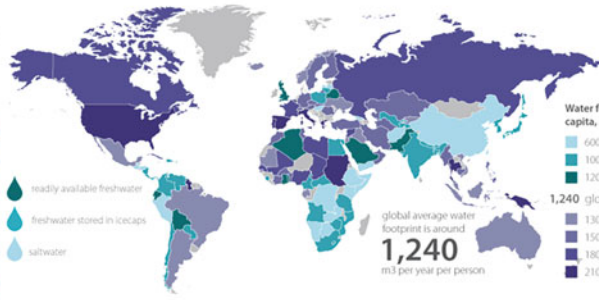 readily available freshwater
freshwater stored in icecaps
saltwater
global average water
footprint is around
1,240
m3 per year per person
Water f
capita,
600
100
120
1,240 glo
130
150
180
210